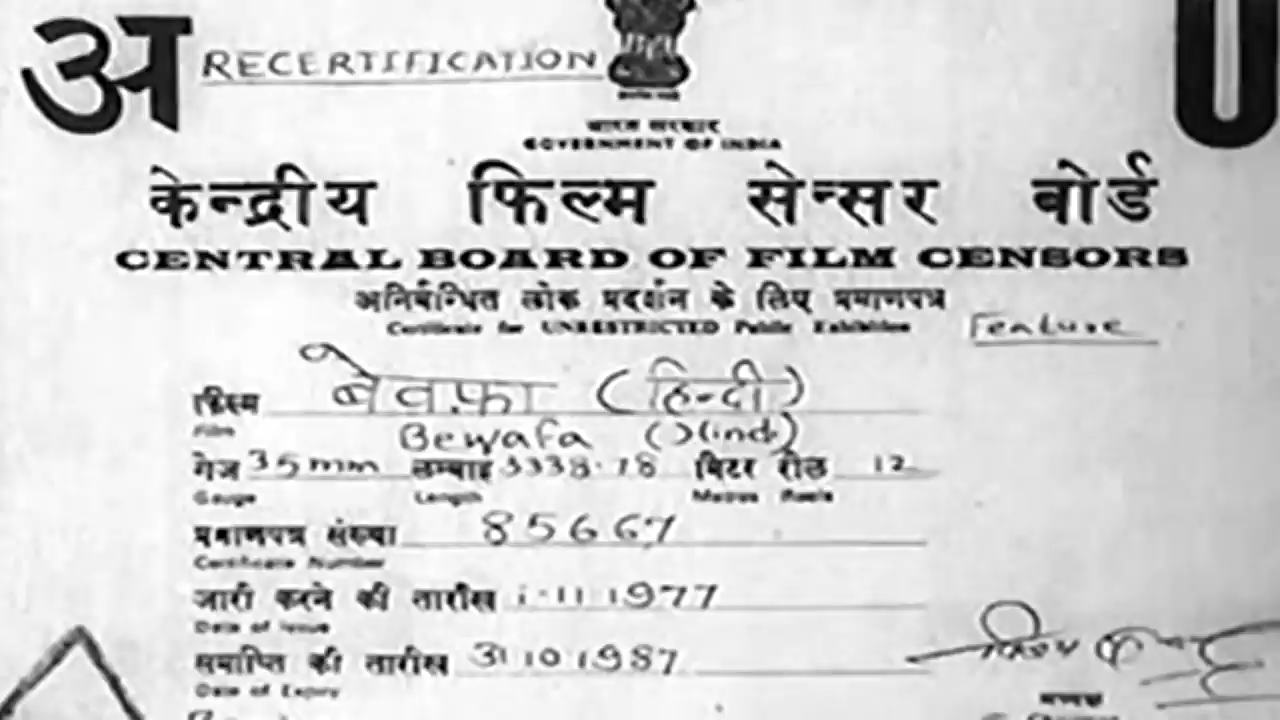 अ RECERTIFICATION U
भारत सरकार
GOVERNMENT OF INDIA
केन्द्रीय फिल्म सेन्सर बोर्ड
CENTRAL BOARD OF FILM CENSORS
अनिर्बन्धित लोक प्रदर्शन के लिए प्रमाणपत्र
Certificate for UNRESTRICTED Public Exhibition Feature
फिल्म बेवफ़ा (हिन्दी)
Film Bewafa (Hindi)
गेज 35mm लम्बाई 3338.18 मिटर रील 12
Gauge Length Metres Reels
प्रमाणपत्र संख्या 85667
Certificate Number
जारी करने की तारीख 1.11.1977
Date of Issue
समाप्ति की तारीख 31.10.1987
Date of Expiry